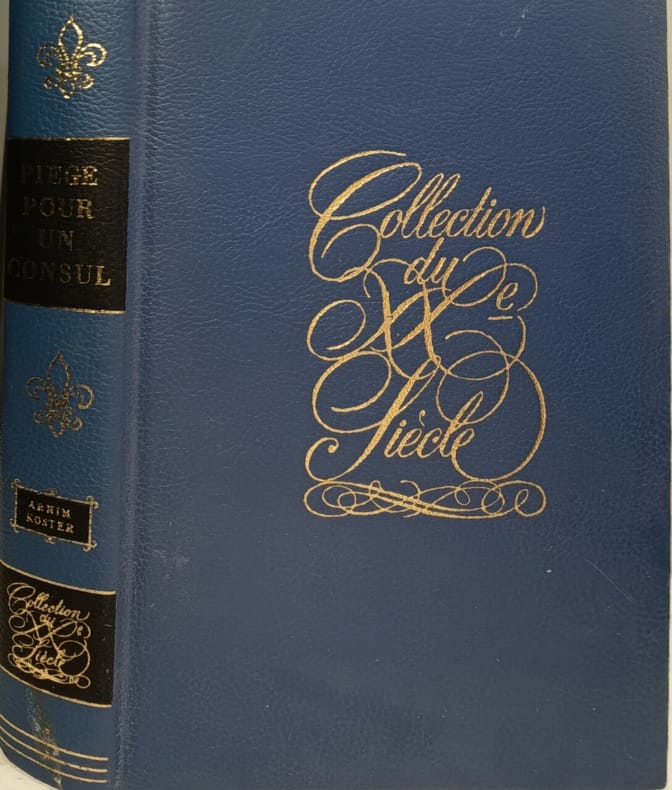 PIEGE
POUR
UN
CONSUL
ARNIM
KOSTER
Collection
du
XXe
Siècle
Collection
du
XXe
Siècle